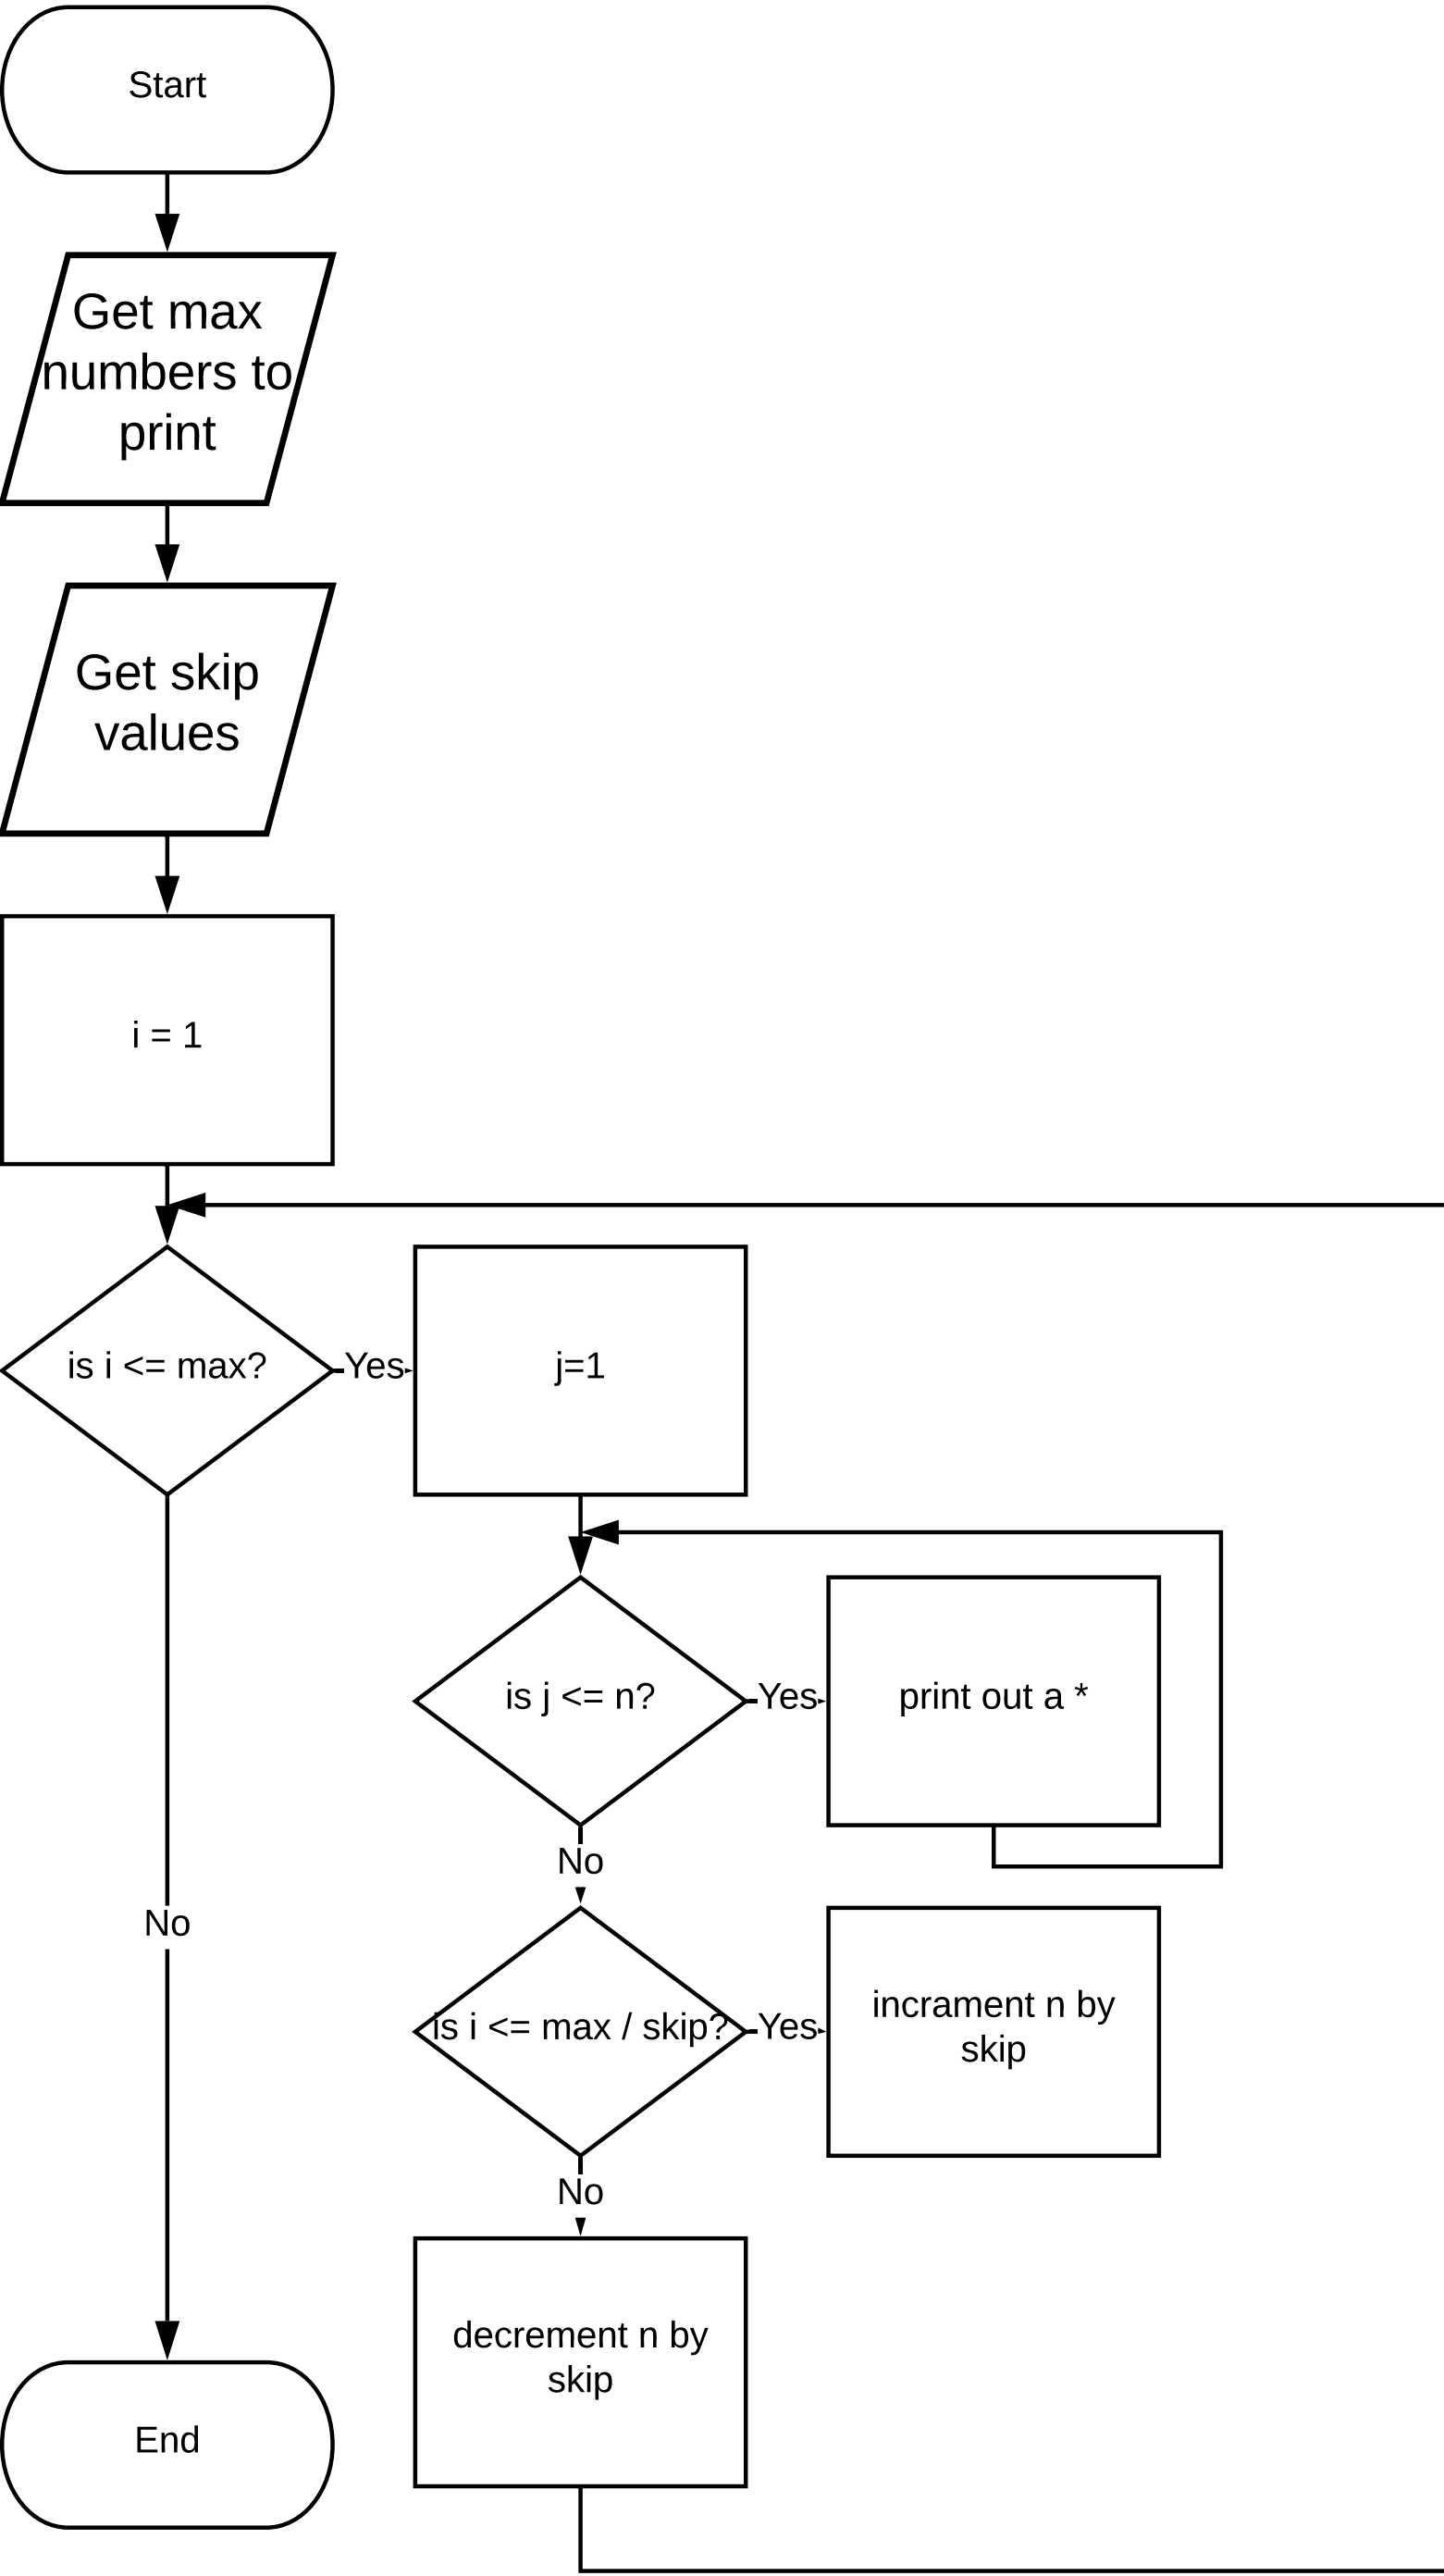 Start
Get max
numbers to
print
Get skip
values
i = 1
is i <= max?
Yes
j=1
is j <= n?
Yes
print out a *
No
No
is i <= max / skip?
Yes
incrament n by
skip
No
decrement n by
skip
End